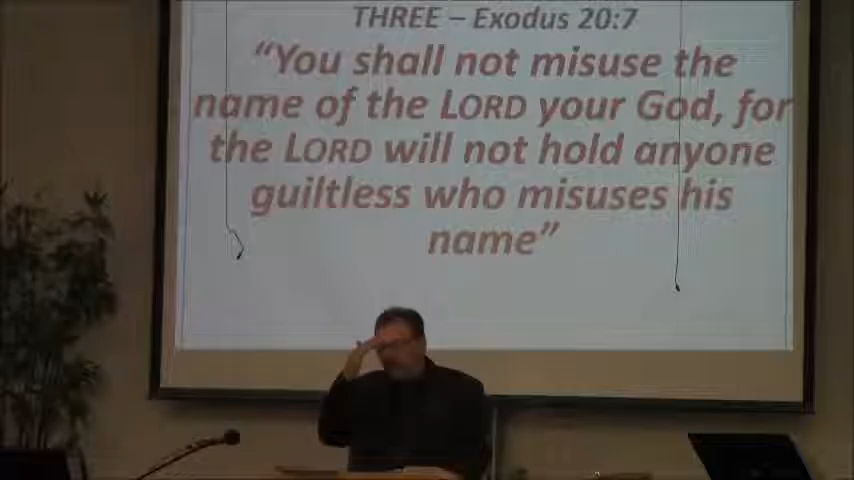 THREE – Exodus 20:7
“You shall not misuse the
name of the LORD your God, for
the LORD will not hold anyone
guiltless who misuses his
name”